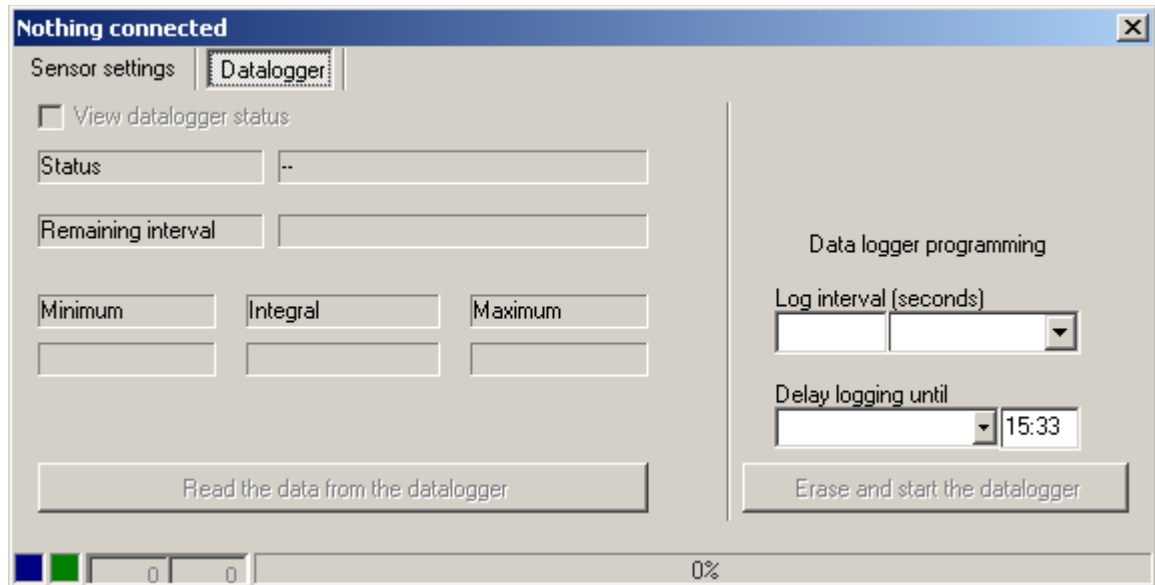 Nothing connected
Sensor settings Datalogger
View datalogger status
Status --
Remaining interval
Minimum Integral Maximum
Read the data from the datalogger
Data logger programming
Log interval (seconds)
Delay logging until
15:33
Erase and start the datalogger
0 0 0%